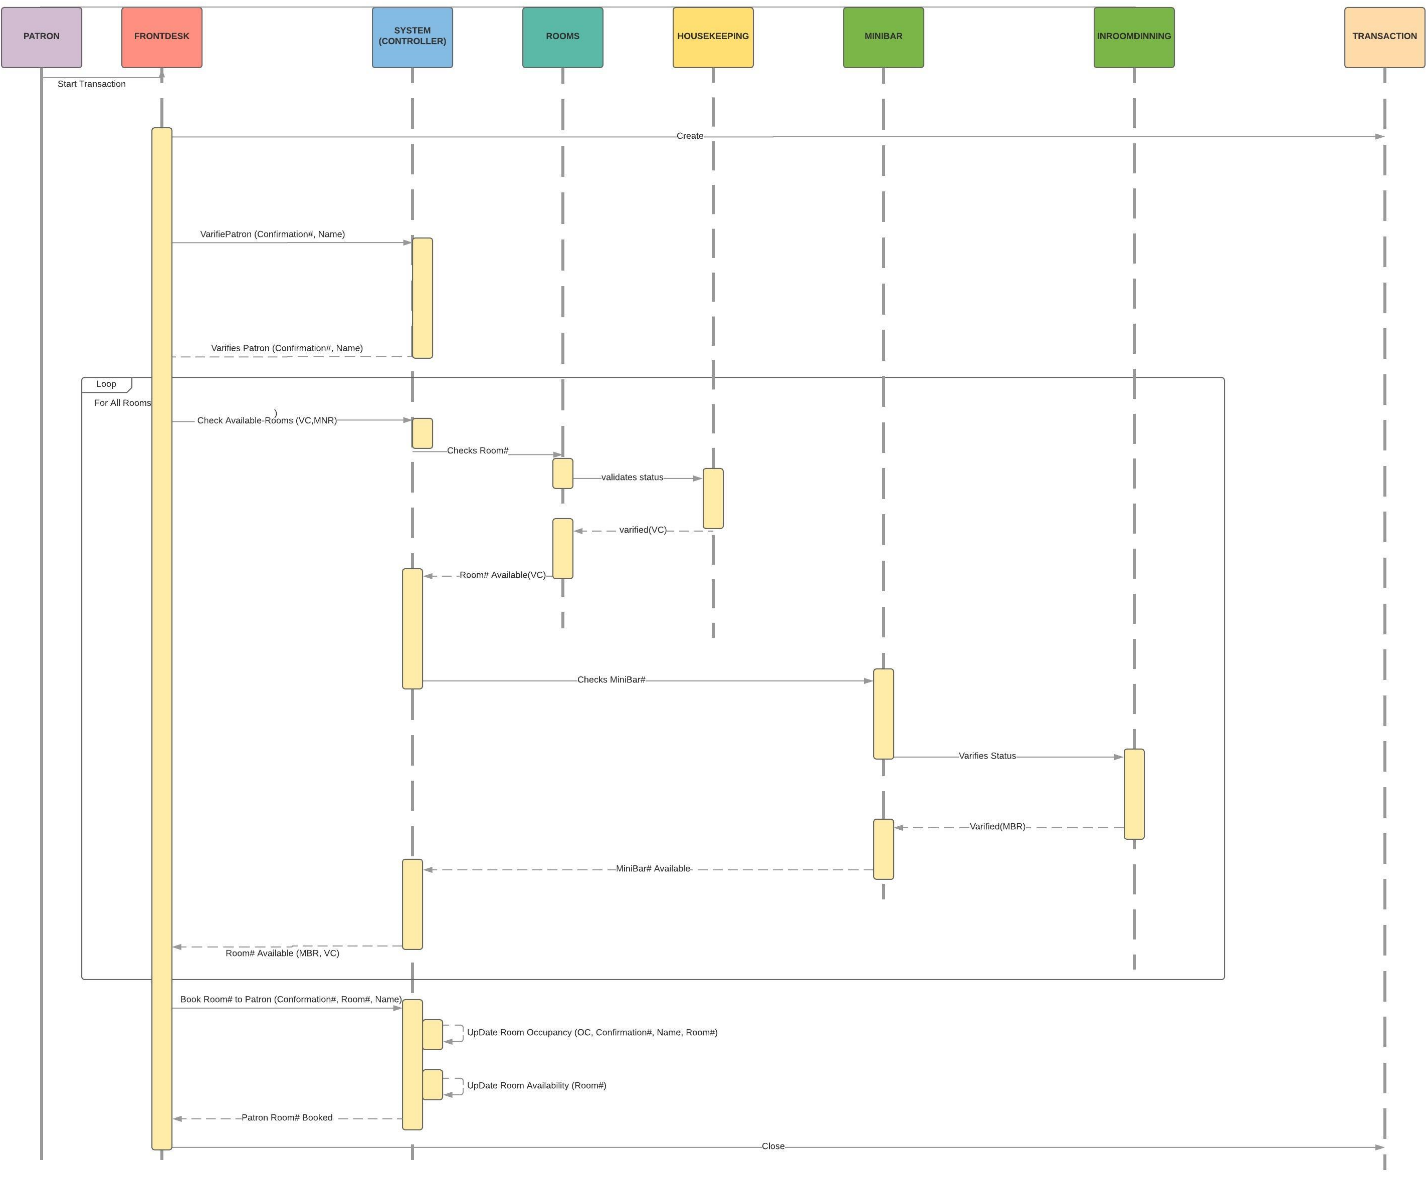 PATRON
FRONTDESK
SYSTEM
(CONTROLLER)
ROOMS
HOUSEKEEPING
MINIBAR
INROOMDINNING
TRANSACTION
Start Transaction
Create
VarifiePatron (Confirmation#, Name)
Varifies Patron (Confirmation#, Name)
Loop
For All Rooms
)
Check Available-Rooms (VC,MNR)
Checks Room#
validates status
varified(VC)
Room# Available(VC)
Checks MiniBar#
Varifies Status
Varified(MBR)
MiniBar# Available
Room# Available (MBR, VC)
Book Room# to Patron (Conformation#, Room#, Name)
UpDate Room Occupancy (OC, Confirmation#, Name, Room#)
UpDate Room Availability (Room#)
Patron Room# Booked
Close